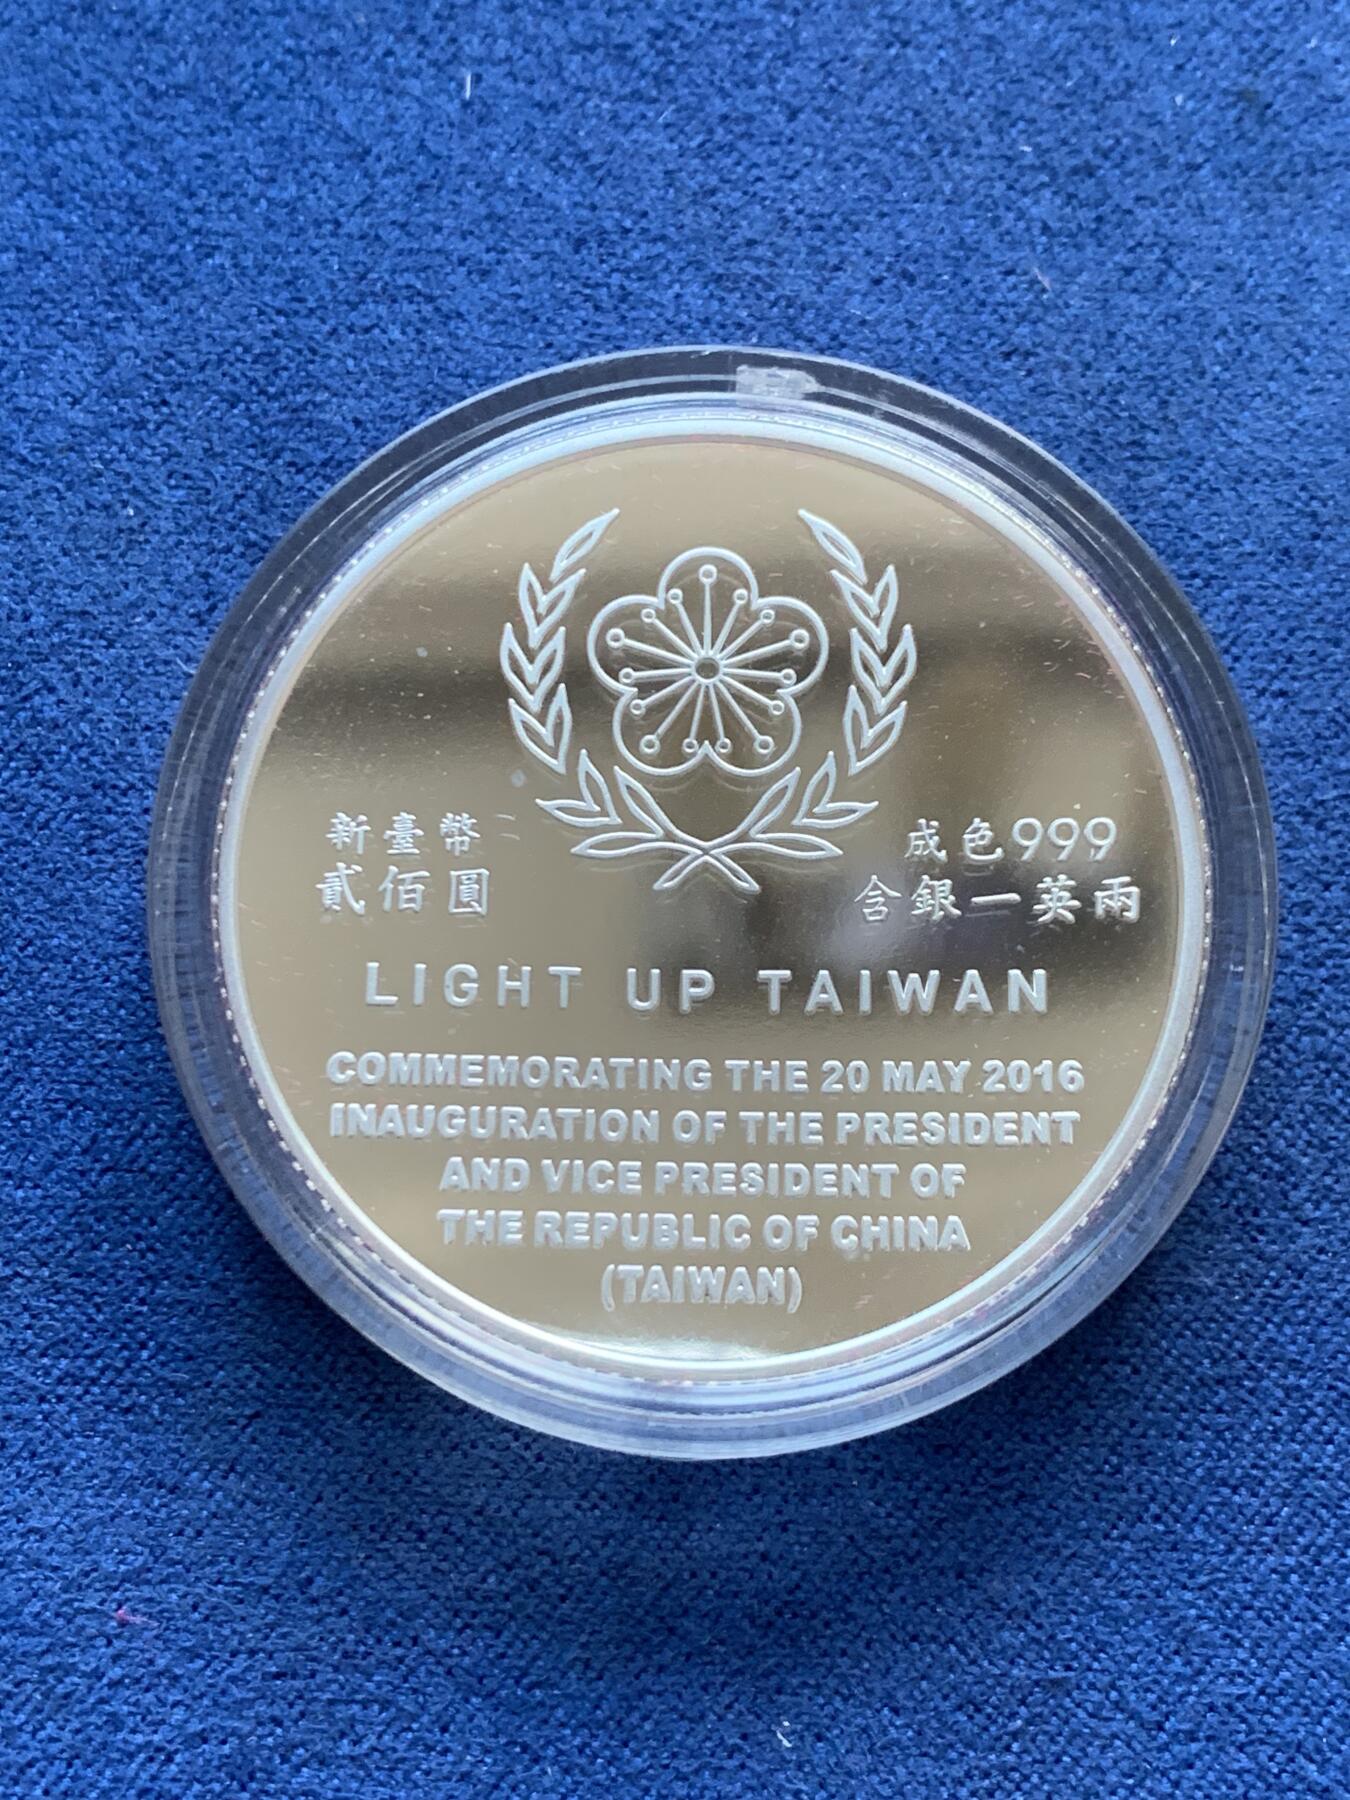 新臺幣
貳佰圓
成色999
含銀一英兩
LIGHT UP TAIWAN
COMMEMORATING THE 20 MAY 2016
INAUGURATION OF THE PRESIDENT
AND VICE PRESIDENT OF
THE REPUBLIC OF CHINA
(TAIWAN)